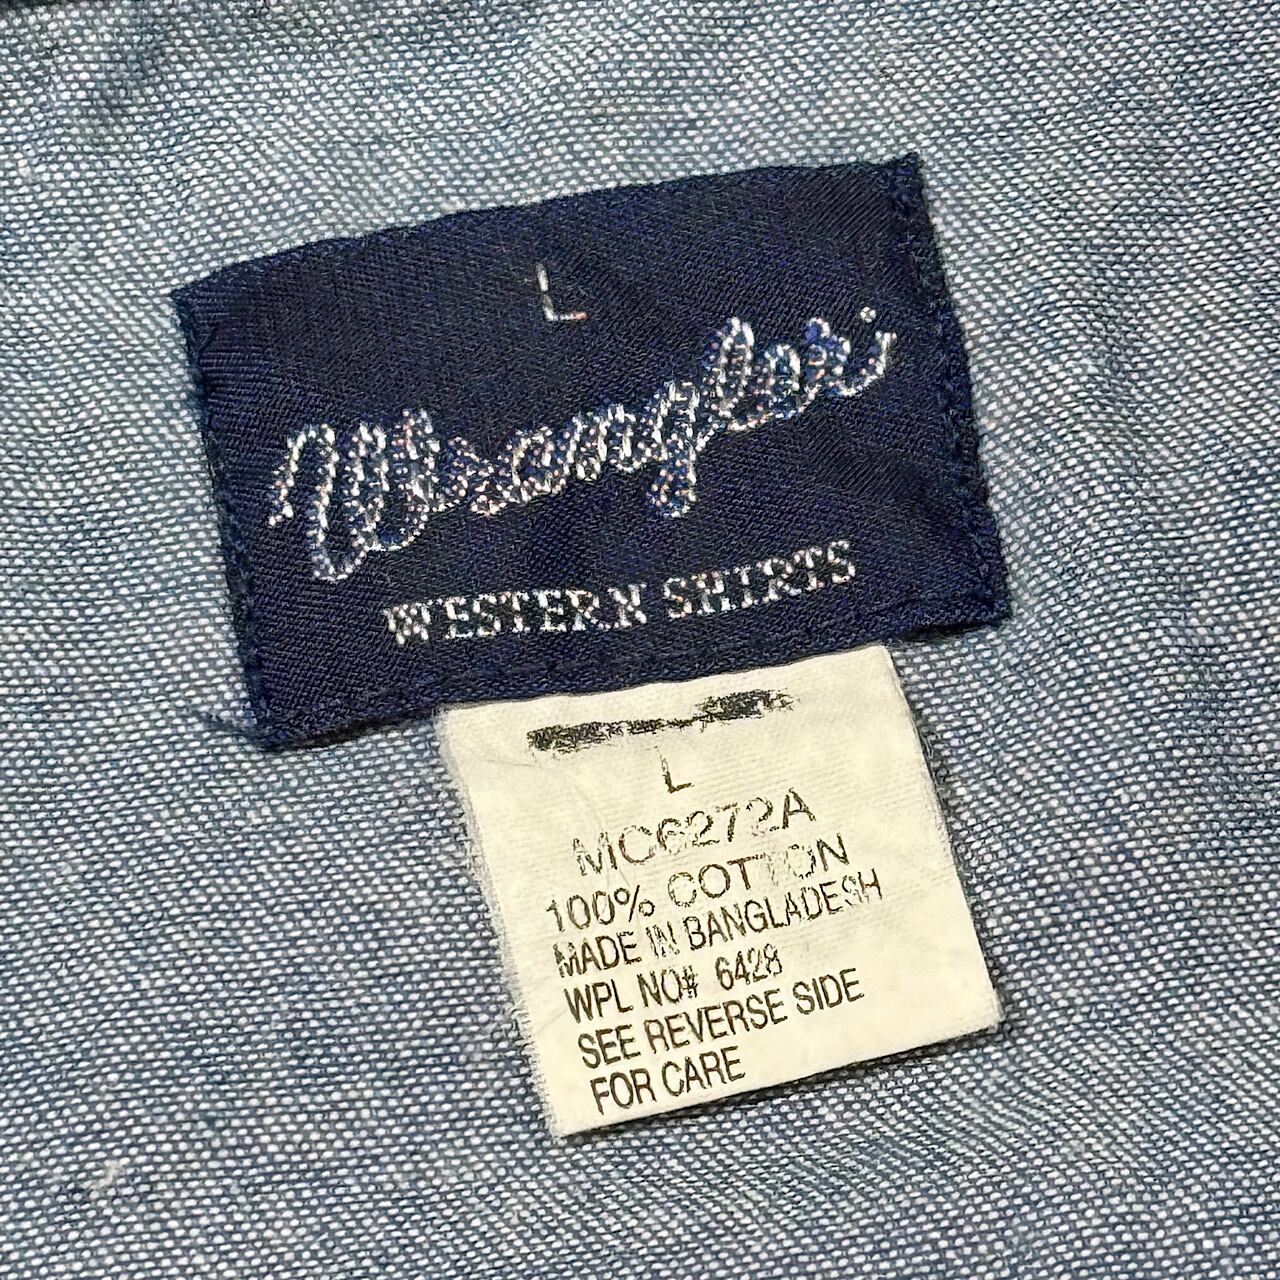 L
Wrangler
WESTERN SHIRTS
L
MC6272A
100% COTTON
MADE IN BANGLADESH
WPL NO# 6428
SEE REVERSE SIDE
FOR CARE